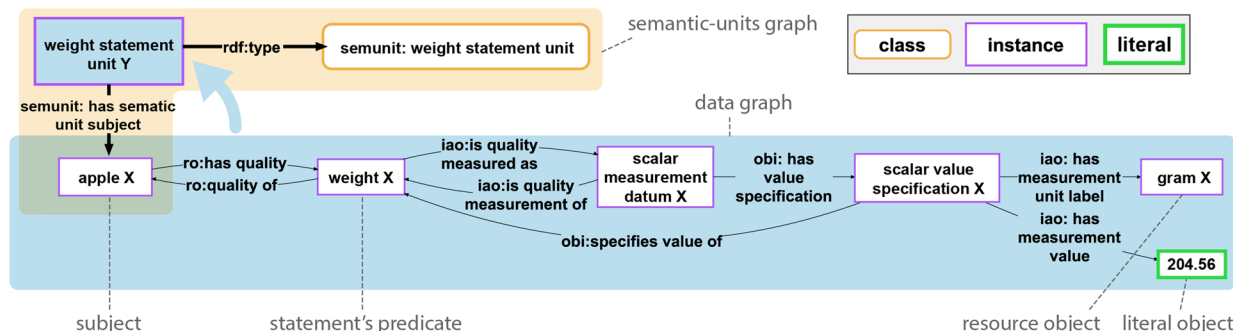 weight statement
unit Y
rdf:type
semunit: weight statement unit
semantic-units graph
class
instance
literal
semunit: has sematic
unit subject
data graph
apple X
ro:has quality
ro:quality of
weight X
iao:is quality
measured as
iao:is quality
measurement of
scalar
measurement
datum X
obi: has
value
specification
scalar value
specification X
iao: has
measurement
unit label
gram X
obi:specifies value of
iao: has
measurement
value
204.56
subject
statement's predicate
resource object
literal object